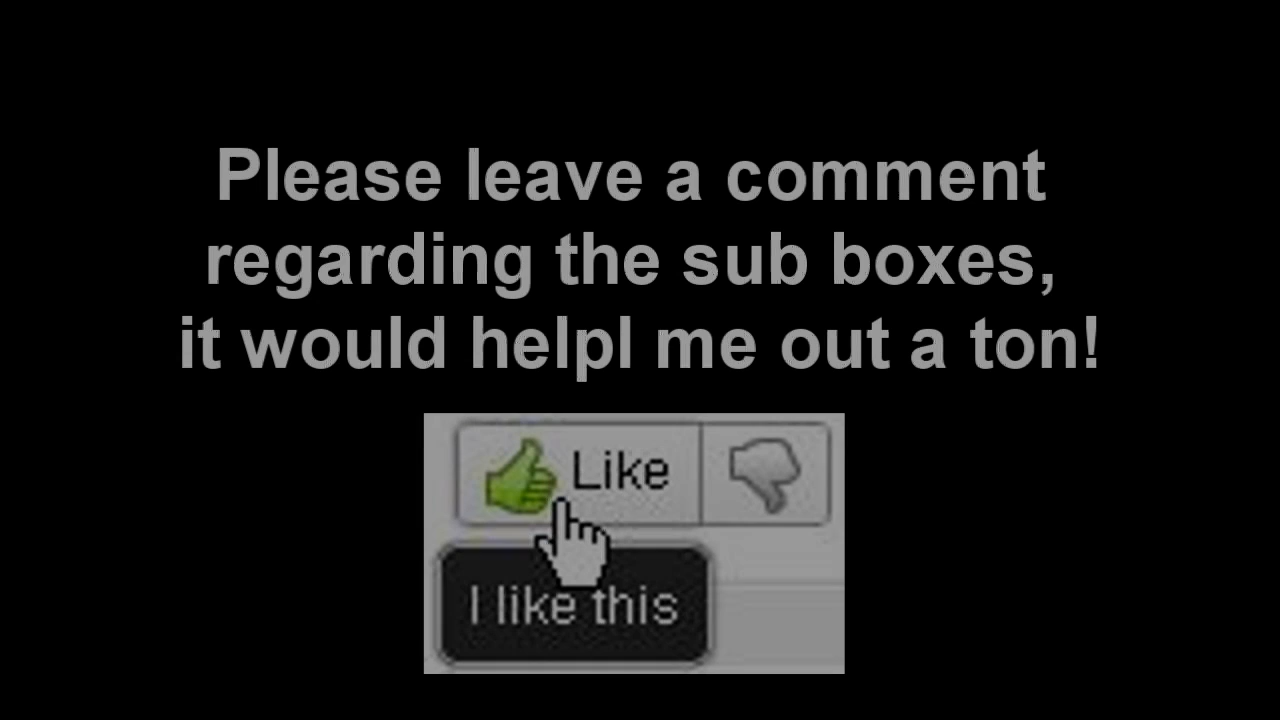 Please leave a comment
regarding the sub boxes,
it would helpl me out a ton!
Like
I like this